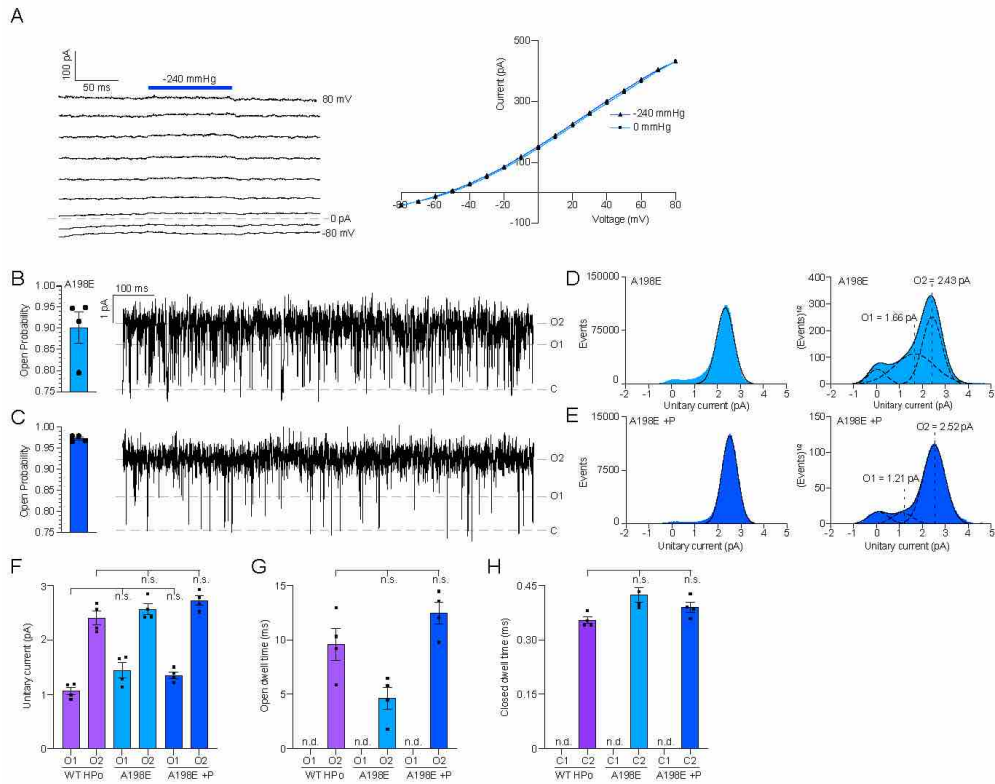 A
100 pA
50 ms
-240 mmHg
80 mV
0 pA
-80 mV
Current (pA)
500
300
100
-100
-80 -60 -40 -20 0 20 40 60 80
Voltage (mV)
-240 mmHg
0 mmHg
B
Open Probability
1.00
0.95
0.90
0.85
0.80
0.75
A198E
1 pA
100 ms
O2
O1
C
C
Open Probability
1.00
0.95
0.90
0.85
0.80
0.75
O2
O1
C
D
A198E
Events
150000
75000
0
-2 -1 0 1 2 3 4 5
Unitary current (pA)
A198E
(Events)1/2
400
300
200
100
0
O2 = 2.43 pA
O1 = 1.66 pA
-2 -1 0 1 2 3 4 5
Unitary current (pA)
E
A198E +P
Events
15000
7500
0
-2 -1 0 1 2 3 4 5
Unitary current (pA)
A198E +P
(Events)1/2
150
100
50
0
O2 = 2.52 pA
O1 = 1.21 pA
-2 -1 0 1 2 3 4 5
Unitary current (pA)
F
Unitary current (pA)
3
2
1
0
n.s. n.s.
n.s. n.s.
O1 O2 O1 O2 O1 O2
WT HPo A198E A198E +P
G
Open dwell time (ms)
15
10
5
0
n.s. n.s.
n.d. n.d. n.d.
O1 O2 O1 O2 O1 O2
WT HPo A198E A198E +P
H
Closed dwell time (ms)
0.45
0.30
0.15
0
n.s. n.s.
n.d. n.d. n.d.
C1 C2 C1 C2 C1 C2
WT HPo A198E A198E +P